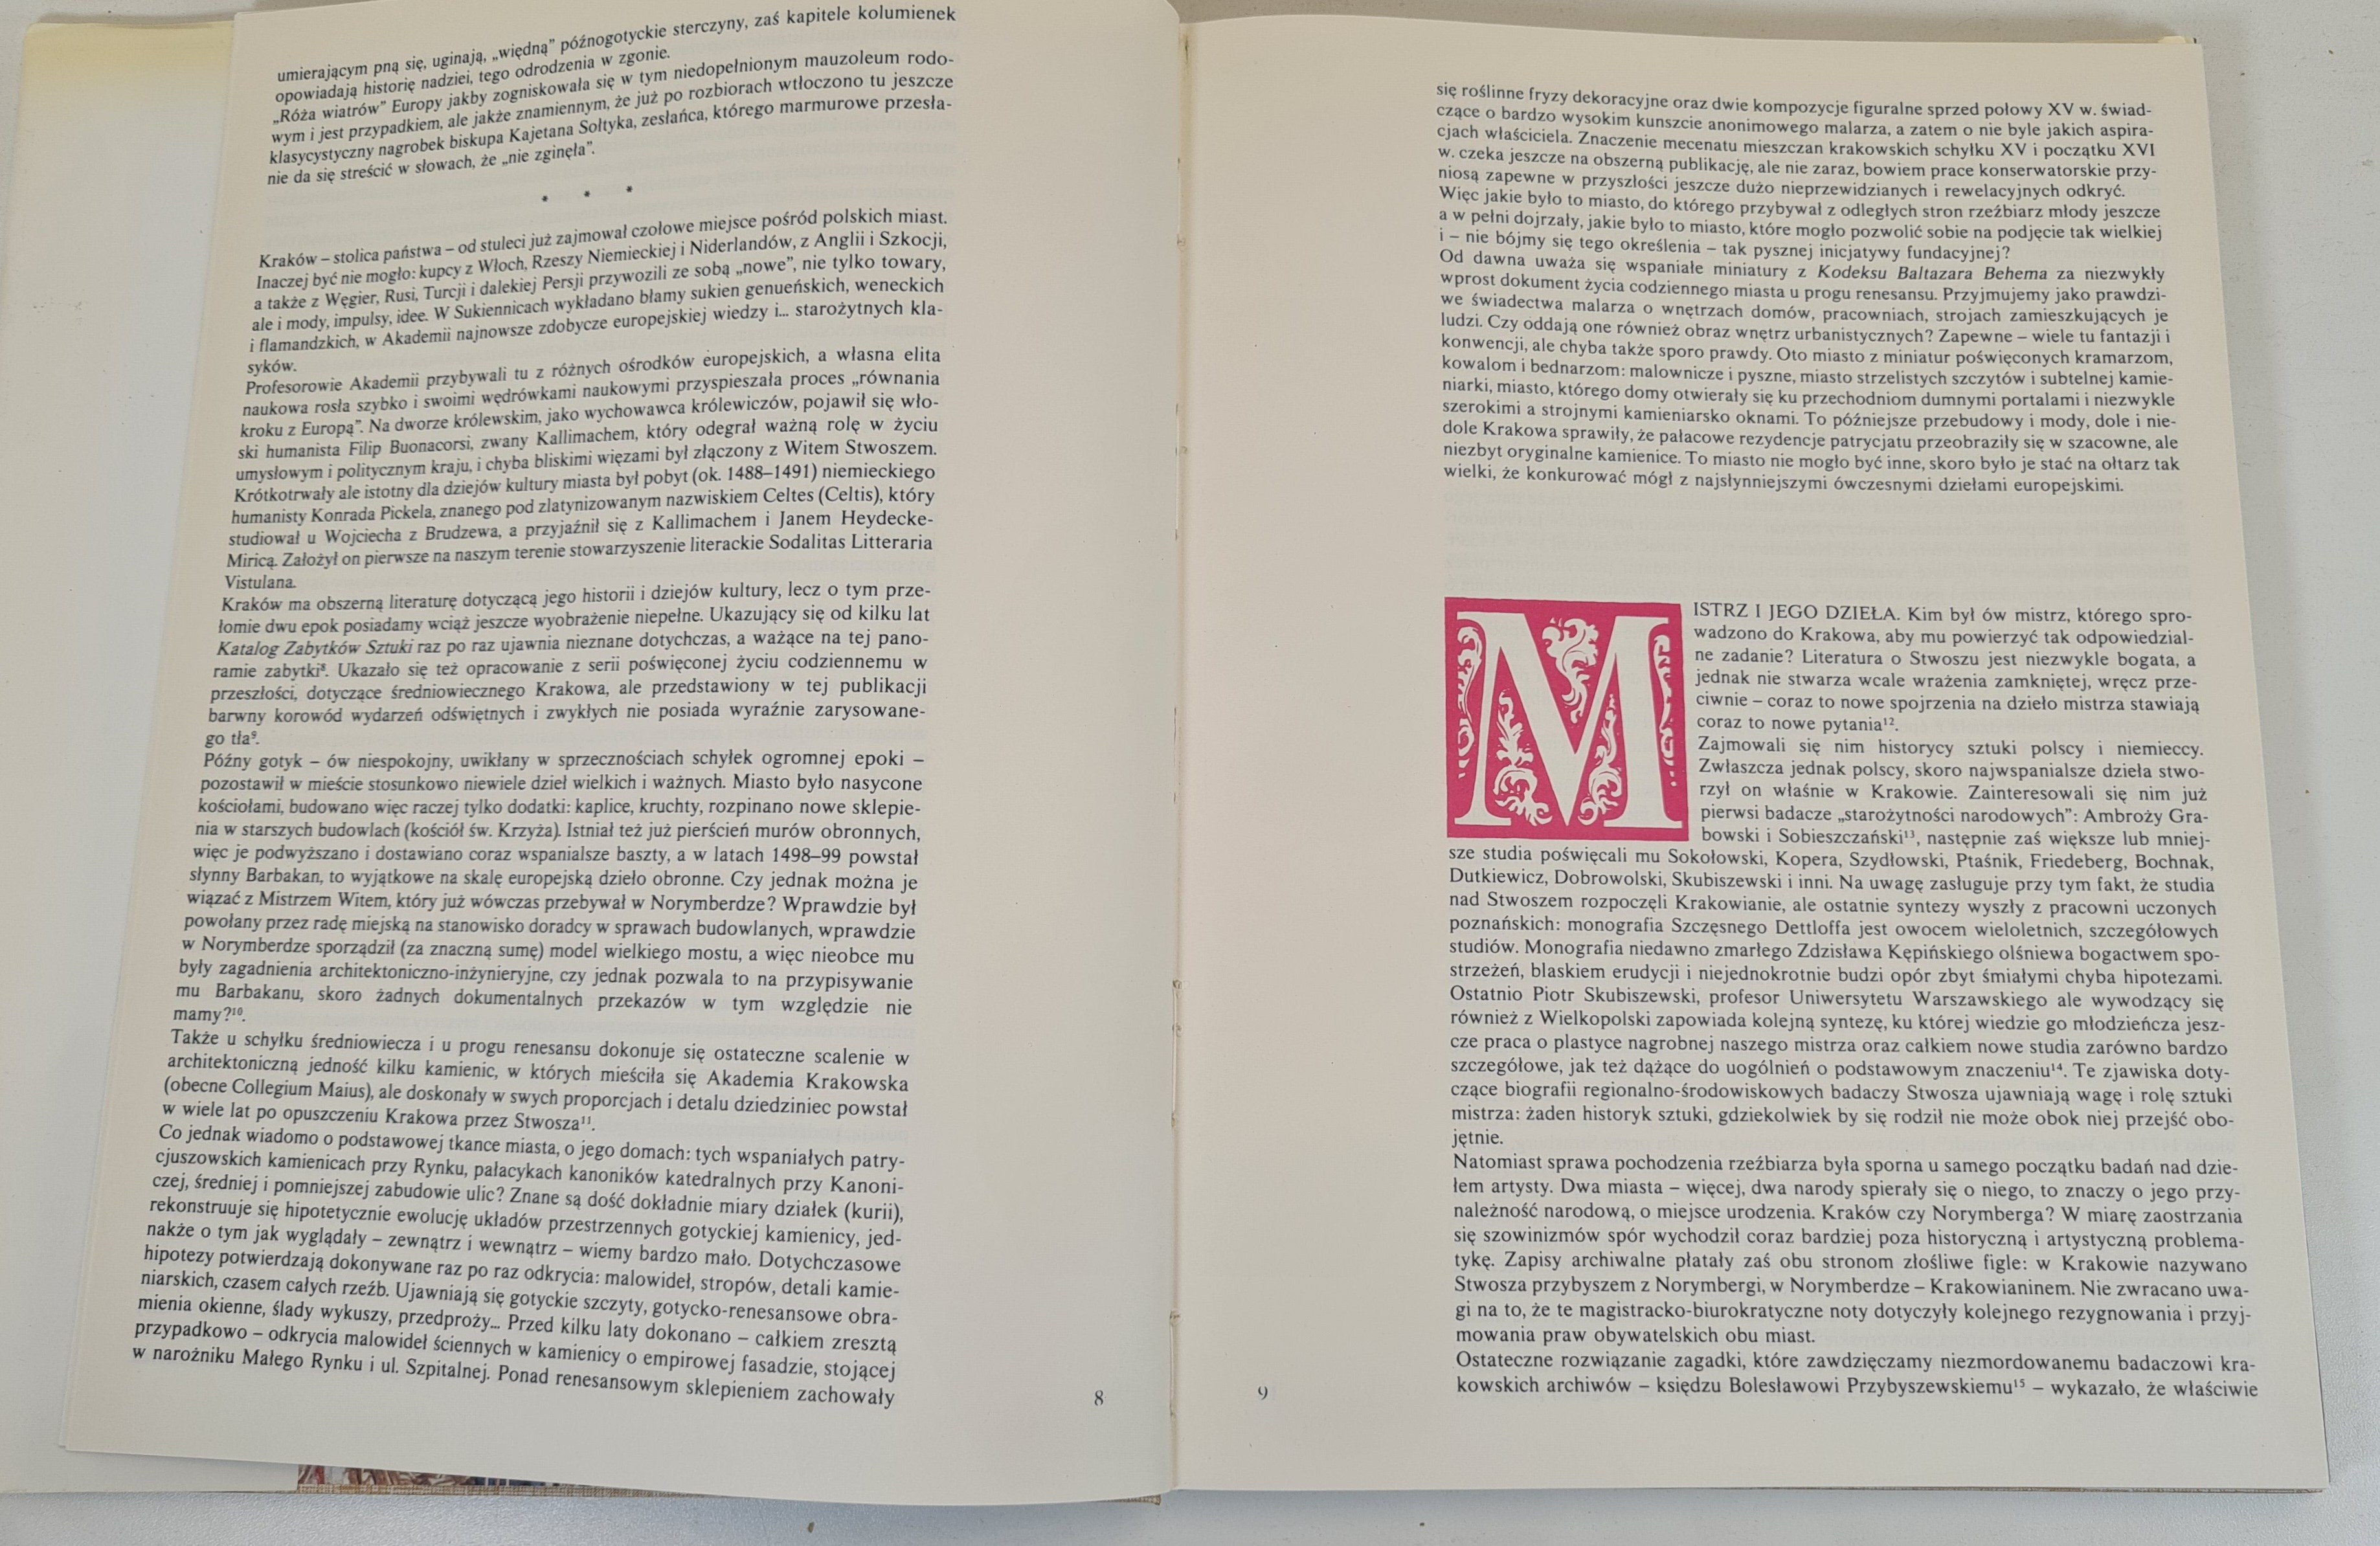 umierającym pną się, uginają, „więdną” późnogotyckie sterczyny, zaś kapitele kolumienek
opowiadają historię nadziei, tego odrodzenia w zgonie.
„Róża wiatrów” Europy jakby zogniskowała się w tym niedopełnionym mauzoleum rodo-
wym i jest przypadkiem, ale jakże znamiennym, że już po rozbiorach wtłoczono tu jeszcze
klasycystyczny nagrobek biskupa Kajetana Sołtyka, zesłańca, którego marmurowe przesła-
nie da się streścić w słowach, że „nie zginęła”.
* * *
Kraków – stolica państwa – od stuleci już zajmował czołowe miejsce pośród polskich miast.
Inaczej być nie mogło: kupcy z Włoch, Rzeszy Niemieckiej i Niderlandów, z Anglii i Szkocji,
a także z Węgier, Rusi, Turcji i dalekiej Persji przywozili ze sobą „nowe”, nie tylko towary,
ale i mody, impulsy, idee. W Sukiennicach wykładano błamy sukien genueńskich, weneckich
i flamandzkich, w Akademii najnowsze zdobycze europejskiej wiedzy i... starożytnych kla-
syków.
Profesorowie Akademii przybywali tu z różnych ośrodków europejskich, a własna elita
naukowa rosła szybko i swoimi wędrówkami naukowymi przyspieszała proces „równania
kroku z Europą”. Na dworze królewskim, jako wychowawca królewiczów, pojawił się wło-
ski humanista Filip Buonacorsi, zwany Kallimachem, który odegrał ważną rolę w życiu
umysłowym i politycznym kraju, i chyba bliskimi więzami był złączony z Witem Stwoszem.
Krótkotrwały ale istotny dla dziejów kultury miasta był pobyt (ok. 1488–1491) niemieckiego
humanisty Konrada Pickela, znanego pod zlatynizowanym nazwiskiem Celtes (Celtis), który
studiował u Wojciecha z Brudzewa, a przyjaźnił się z Kallimachem i Janem Heydecke-
Miricą. Założył on pierwsze na naszym terenie stowarzyszenie literackie Sodalitas Litteraria
Vistulana.
Kraków ma obszerną literaturę dotyczącą jego historii i dziejów kultury, lecz o tym prze-
łomie dwu epok posiadamy wciąż jeszcze wyobrażenie niepełne. Ukazujący się od kilku lat
Katalog Zabytków Sztuki raz po raz ujawnia nieznane dotychczas, a ważące na tej pano-
ramie zabytki⁸. Ukazało się też opracowanie z serii poświęconej życiu codziennemu w
przeszłości, dotyczące średniowiecznego Krakowa, ale przedstawiony w tej publikacji
barwny korowód wydarzeń odświętnych i zwykłych nie posiada wyraźnie zarysowane-
go tła⁹.
Późny gotyk – ów niespokojny, uwikłany w sprzecznościach schyłek ogromnej epoki –
pozostawił w mieście stosunkowo niewiele dzieł wielkich i ważnych. Miasto było nasycone
kościołami, budowano więc raczej tylko dodatki: kaplice, kruchty, rozpinano nowe sklepie-
nia w starszych budowlach (kościół św. Krzyża). Istniał też już pierścień murów obronnych,
więc je podwyższano i dostawiano coraz wspanialsze baszty, a w latach 1498–99 powstał
słynny Barbakan, to wyjątkowe na skalę europejską dzieło obronne. Czy jednak można je
wiązać z Mistrzem Witem, który już wówczas przebywał w Norymberdze? Wprawdzie był
powołany przez radę miejską na stanowisko doradcy w sprawach budowlanych, wprawdzie
w Norymberdze sporządził (za znaczną sumę) model wielkiego mostu, a więc nieobce mu
były zagadnienia architektoniczno-inżynieryjne, czy jednak pozwala to na przypisywanie
mu Barbakanu, skoro żadnych dokumentalnych przekazów w tym względzie nie
mamy?¹⁰.
Także u schyłku średniowiecza i u progu renesansu dokonuje się ostateczne scalenie w
architektoniczną jedność kilku kamienic, w których mieściła się Akademia Krakowska
(obecne Collegium Maius), ale doskonały w swych proporcjach i detalu dziedziniec powstał
w wiele lat po opuszczeniu Krakowa przez Stwosza¹¹.
Co jednak wiadomo o podstawowej tkance miasta, o jego domach: tych wspaniałych patry-
cjuszowskich kamienicach przy Rynku, pałacykach kanoników katedralnych przy Kanoni-
czej, średniej i pomniejszej zabudowie ulic? Znane są dość dokładnie miary działek (kurii),
rekonstruuje się hipotetycznie ewolucję układów przestrzennych gotyckiej kamienicy, jed-
nakże o tym jak wyglądały – zewnątrz i wewnątrz – wiemy bardzo mało. Dotychczasowe
hipotezy potwierdzają dokonywane raz po raz odkrycia: malowideł, stropów, detali kamie-
niarskich, czasem całych rzeźb. Ujawniają się gotyckie szczyty, gotycko-renesansowe obra-
mienia okienne, ślady wykuszy, przedproży... Przed kilku laty dokonano – całkiem zresztą
przypadkowo – odkrycia malowideł ściennych w kamienicy o empirowej fasadzie, stojącej
w narożniku Małego Rynku i ul. Szpitalnej. Ponad renesansowym sklepieniem zachowały
8
się roślinne fryzy dekoracyjne oraz dwie kompozycje figuralne sprzed połowy XV w. świad-
czące o bardzo wysokim kunszcie anonimowego malarza, a zatem o nie byle jakich aspira-
cjach właściciela. Znaczenie mecenatu mieszczan krakowskich schyłku XV i początku XVI
w. czeka jeszcze na obszerną publikację, ale nie zaraz, bowiem prace konserwatorskie przy-
niosą zapewne w przyszłości jeszcze dużo nieprzewidzianych i rewelacyjnych odkryć.
Więc jakie było to miasto, do którego przybywał z odległych stron rzeźbiarz młody jeszcze
a w pełni dojrzały, jakie było to miasto, które mogło pozwolić sobie na podjęcie tak wielkiej
i – nie bójmy się tego określenia – tak pysznej inicjatywy fundacyjnej?
Od dawna uważa się wspaniałe miniatury z Kodeksu Baltazara Behema za niezwykły
wprost dokument życia codziennego miasta u progu renesansu. Przyjmujemy jako prawdzi-
we świadectwa malarza o wnętrzach domów, pracowniach, strojach zamieszkujących je
ludzi. Czy oddają one również obraz wnętrz urbanistycznych? Zapewne – wiele tu fantazji i
konwencji, ale chyba także sporo prawdy. Oto miasto z miniatur poświęconych kramarzom,
kowalom i bednarzom: malownicze i pyszne, miasto strzelistych szczytów i subtelnej kamie-
niarki, miasto, którego domy otwierały się ku przechodniom dumnymi portalami i niezwykle
szerokimi a strojnymi kamieniarsko oknami. To późniejsze przebudowy i mody, dole i nie-
dole Krakowa sprawiły, że pałacowe rezydencje patrycjatu przeobraziły się w szacowne, ale
niezbyt oryginalne kamienice. To miasto nie mogło być inne, skoro było je stać na ołtarz tak
wielki, że konkurować mógł z najsłynniejszymi ówczesnymi dziełami europejskimi.
MISTRZ I JEGO DZIEŁA. Kim był ów mistrz, którego spro-
wadzono do Krakowa, aby mu powierzyć tak odpowiedzial-
ne zadanie? Literatura o Stwoszu jest niezwykle bogata, a
jednak nie stwarza wcale wrażenia zamkniętej, wręcz prze-
ciwnie – coraz to nowe spojrzenia na dzieło mistrza stawiają
coraz to nowe pytania¹².
Zajmowali się nim historycy sztuki polscy i niemieccy.
Zwłaszcza jednak polscy, skoro najwspanialsze dzieła stwo-
rzył on właśnie w Krakowie. Zainteresowali się nim już
pierwsi badacze „starożytności narodowych”: Ambroży Gra-
bowski i Sobieszczański¹³, następnie zaś większe lub mniej-
sze studia poświęcali mu Sokołowski, Kopera, Szydłowski, Ptaśnik, Friedeberg, Bochnak,
Dutkiewicz, Dobrowolski, Skubiszewski i inni. Na uwagę zasługuje przy tym fakt, że studia
nad Stwoszem rozpoczęli Krakowianie, ale ostatnie syntezy wyszły z pracowni uczonych
poznańskich: monografia Szczęsnego Dettloffa jest owocem wieloletnich, szczegółowych
studiów. Monografia niedawno zmarłego Zdzisława Kępińskiego olśniewa bogactwem spo-
strzeżeń, blaskiem erudycji i niejednokrotnie budzi opór zbyt śmiałymi chyba hipotezami.
Ostatnio Piotr Skubiszewski, profesor Uniwersytetu Warszawskiego ale wywodzący się
również z Wielkopolski zapowiada kolejną syntezę, ku której wiedzie go młodzieńcza jesz-
cze praca o plastyce nagrobnej naszego mistrza oraz całkiem nowe studia zarówno bardzo
szczegółowe, jak też dążące do uogólnień o podstawowym znaczeniu¹⁴. Te zjawiska doty-
czące biografii regionalno-środowiskowych badaczy Stwosza ujawniają wagę i rolę sztuki
mistrza: żaden historyk sztuki, gdziekolwiek by się rodził nie może obok niej przejść obo-
jętnie.
Natomiast sprawa pochodzenia rzeźbiarza była sporna u samego początku badań nad dzie-
łem artysty. Dwa miasta – więcej, dwa narody spierały się o niego, to znaczy o jego przy-
należność narodową, o miejsce urodzenia. Kraków czy Norymberga? W miarę zaostrzania
się szowinizmów spór wychodził coraz bardziej poza historyczną i artystyczną problema-
tykę. Zapisy archiwalne płatały zaś obu stronom złośliwe figle: w Krakowie nazywano
Stwosza przybyszem z Norymbergi, w Norymberdze – Krakowianinem. Nie zwracano uwa-
gi na to, że te magistracko-biurokratyczne noty dotyczyły kolejnego rezygnowania i przyj-
mowania praw obywatelskich obu miast.
Ostateczne rozwiązanie zagadki, które zawdzięczamy niezmordowanemu badaczowi kra-
kowskich archiwów – księdzu Bolesławowi Przybyszewskiemu¹⁵ – wykazało, że właściwie
9